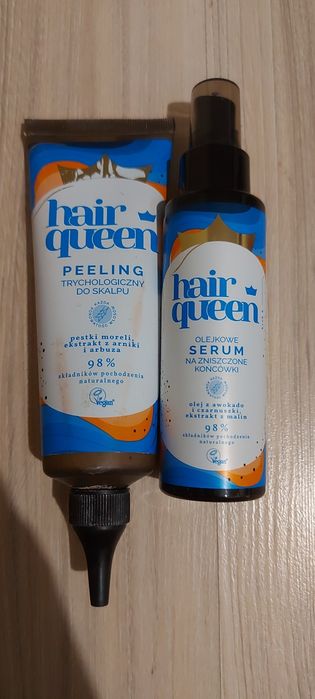 hair
queen
PEELING
TRYCHOLOGICZNY
DO SKALPU
pestki moreli,
ekstrakt z arniki
i arbuza
98%
składników pochodzenia
naturalnego
Vegan
hair
queen
OLEJKOWE
SERUM
NA ZNISZCZONE
KOŃCÓWKI
olej z awokado
i czarnuszki,
ekstrakt z malin
98%
składników pochodzenia
naturalnego
Vegan